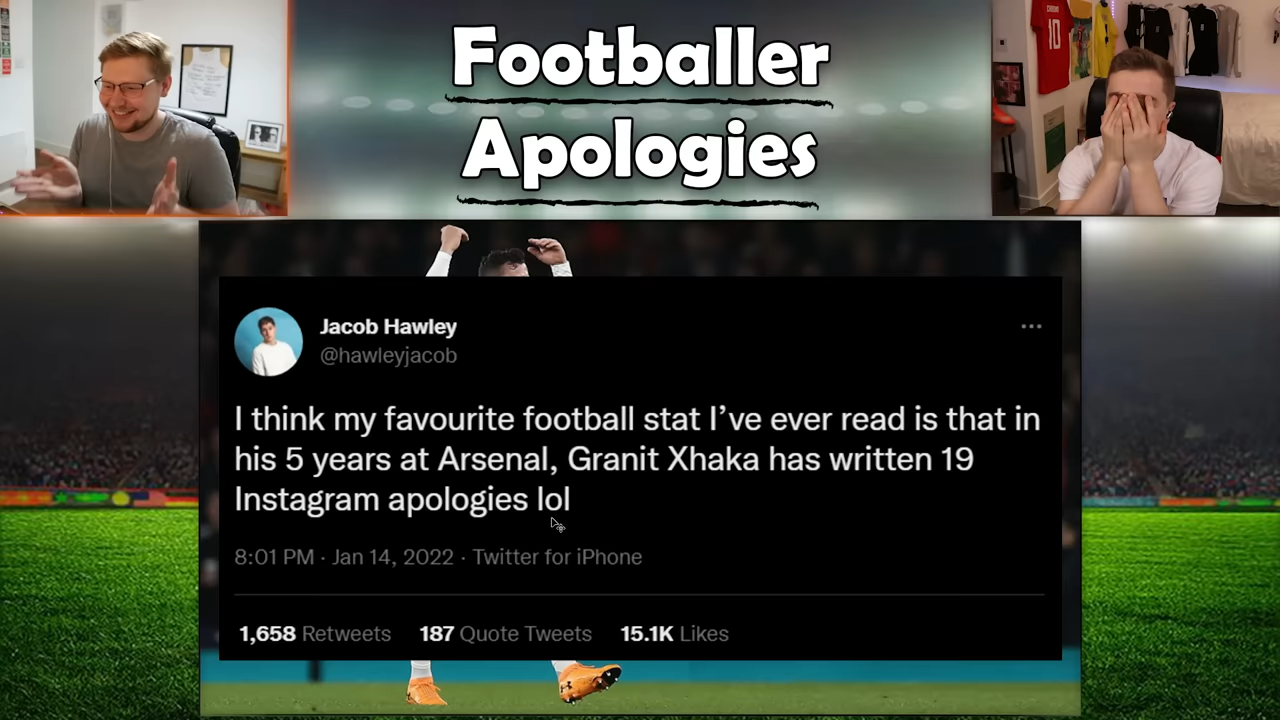 Footballer
Apologies
10
Jacob Hawley
@hawleyjacob
I think my favourite football stat I’ve ever read is that in
his 5 years at Arsenal, Granit Xhaka has written 19
Instagram apologies lol
8:01 PM · Jan 14, 2022 · Twitter for iPhone
1,658 Retweets 187 Quote Tweets 15.1K Likes